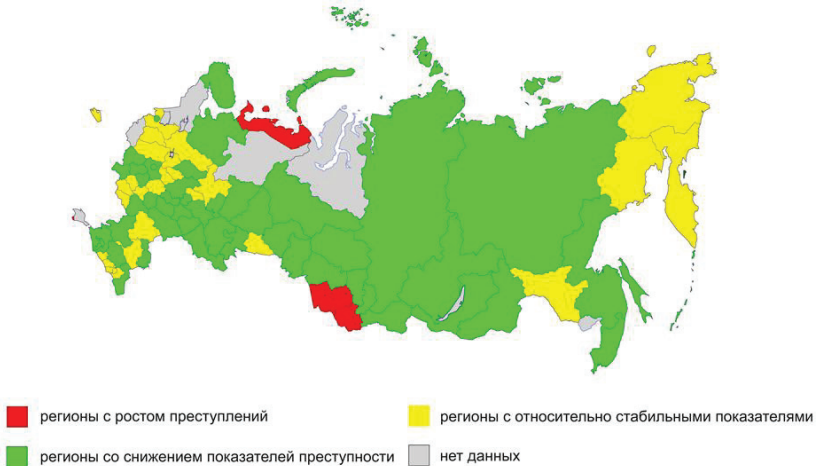 регионы с ростом преступлений
регионы с относительно стабильными показателями
регионы со снижением показателей преступности
нет данных